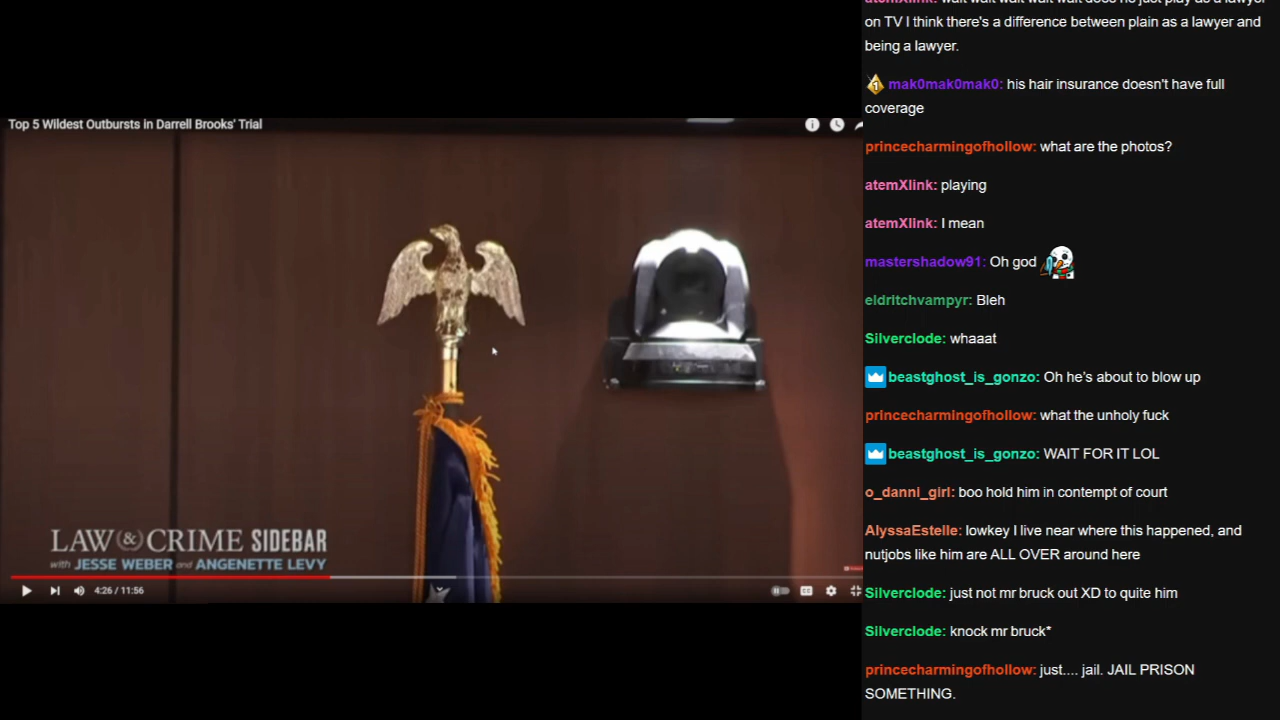 Top 5 Wildest Outbursts in Darrell Brooks' Trial
LAW & CRIME SIDEBAR
with JESSE WEBER and ANGENETTE LEVY
4:26 / 11:56
on TV I think there's a difference between plain as a lawyer and
being a lawyer.
mak0mak0mak0: his hair insurance doesn't have full
coverage
princecharmingofhollow: what are the photos?
atemXlink: playing
atemXlink: I mean
mastershadow91: Oh god
eldritchvampyr: Bleh
Silverclode: whaaat
beastghost_is_gonzo: Oh he's about to blow up
princecharmingofhollow: what the unholy fuck
beastghost_is_gonzo: WAIT FOR IT LOL
o_danni_girl: boo hold him in contempt of court
AlyssaEstelle: lowkey I live near where this happened, and
nutjobs like him are ALL OVER around here
Silverclode: just not mr bruck out XD to quite him
Silverclode: knock mr bruck*
princecharmingofhollow: just.... jail. JAIL PRISON
SOMETHING.